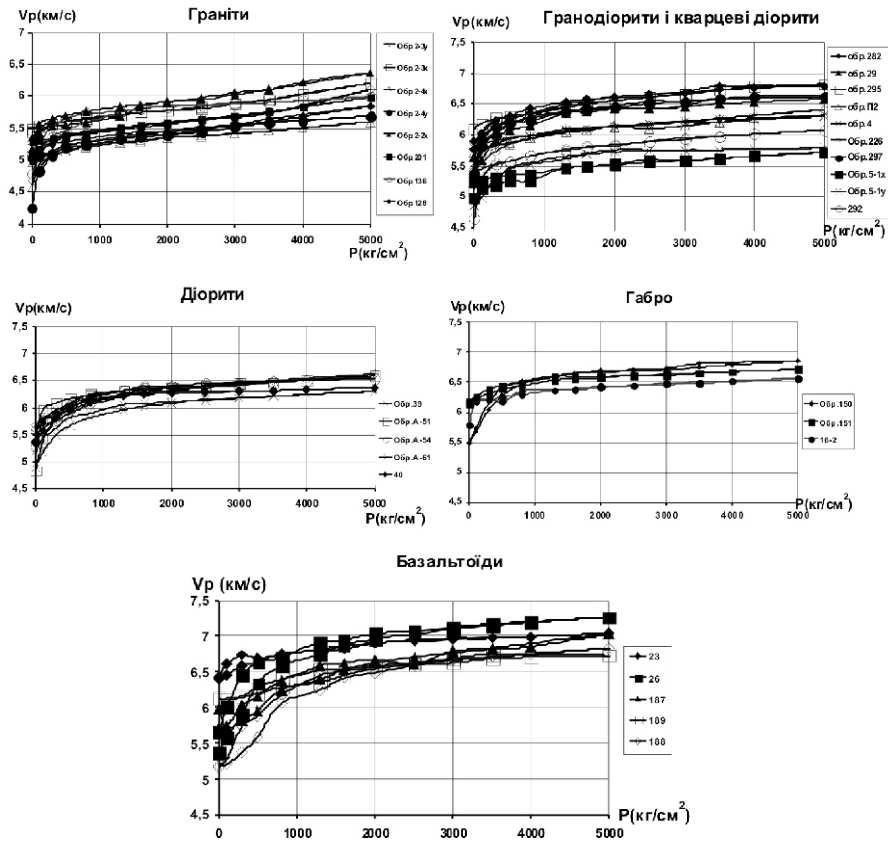 Граніти
Vp(км/с)
6,5
6
5,5
5
4,5
4
0 1000 2000 3000 4000 5000
P(кг/см²)
Обр.2-3у
Обр.2-3х
Обр.2-4х
Обр.2-4у
Обр.2-2х
Обр.201
Обр.136
Обр.128
Гранодіорити і кварцеві діорити
Vp(км/с)
7,5
7
6,5
6
5,5
5
4,5
0 1000 2000 3000 4000 5000
P(кг/см²)
обр.282
обр.29
обр.295
обр.П2
обр.4
Обр.226
Обр.297
Обр.5-1х
Обр.5-1у
292
Діорити
Vp(км/с)
7,5
7
6,5
6
5,5
5
4,5
0 1000 2000 3000 4000 5000
P(кг/см²)
Обр.39
Обр.А-51
Обр.А-54
Обр.А-61
40
Габро
Vp(км/с)
7,5
7
6,5
6
5,5
5
4,5
0 1000 2000 3000 4000 5000
P(кг/см²)
Обр.150
Обр.151
16-2
Базальтоїди
Vp (км/с)
7,5
7
6,5
6
5,5
5
4,5
0 1000 2000 3000 4000 5000
P(кг/см²)
23
26
187
189
188